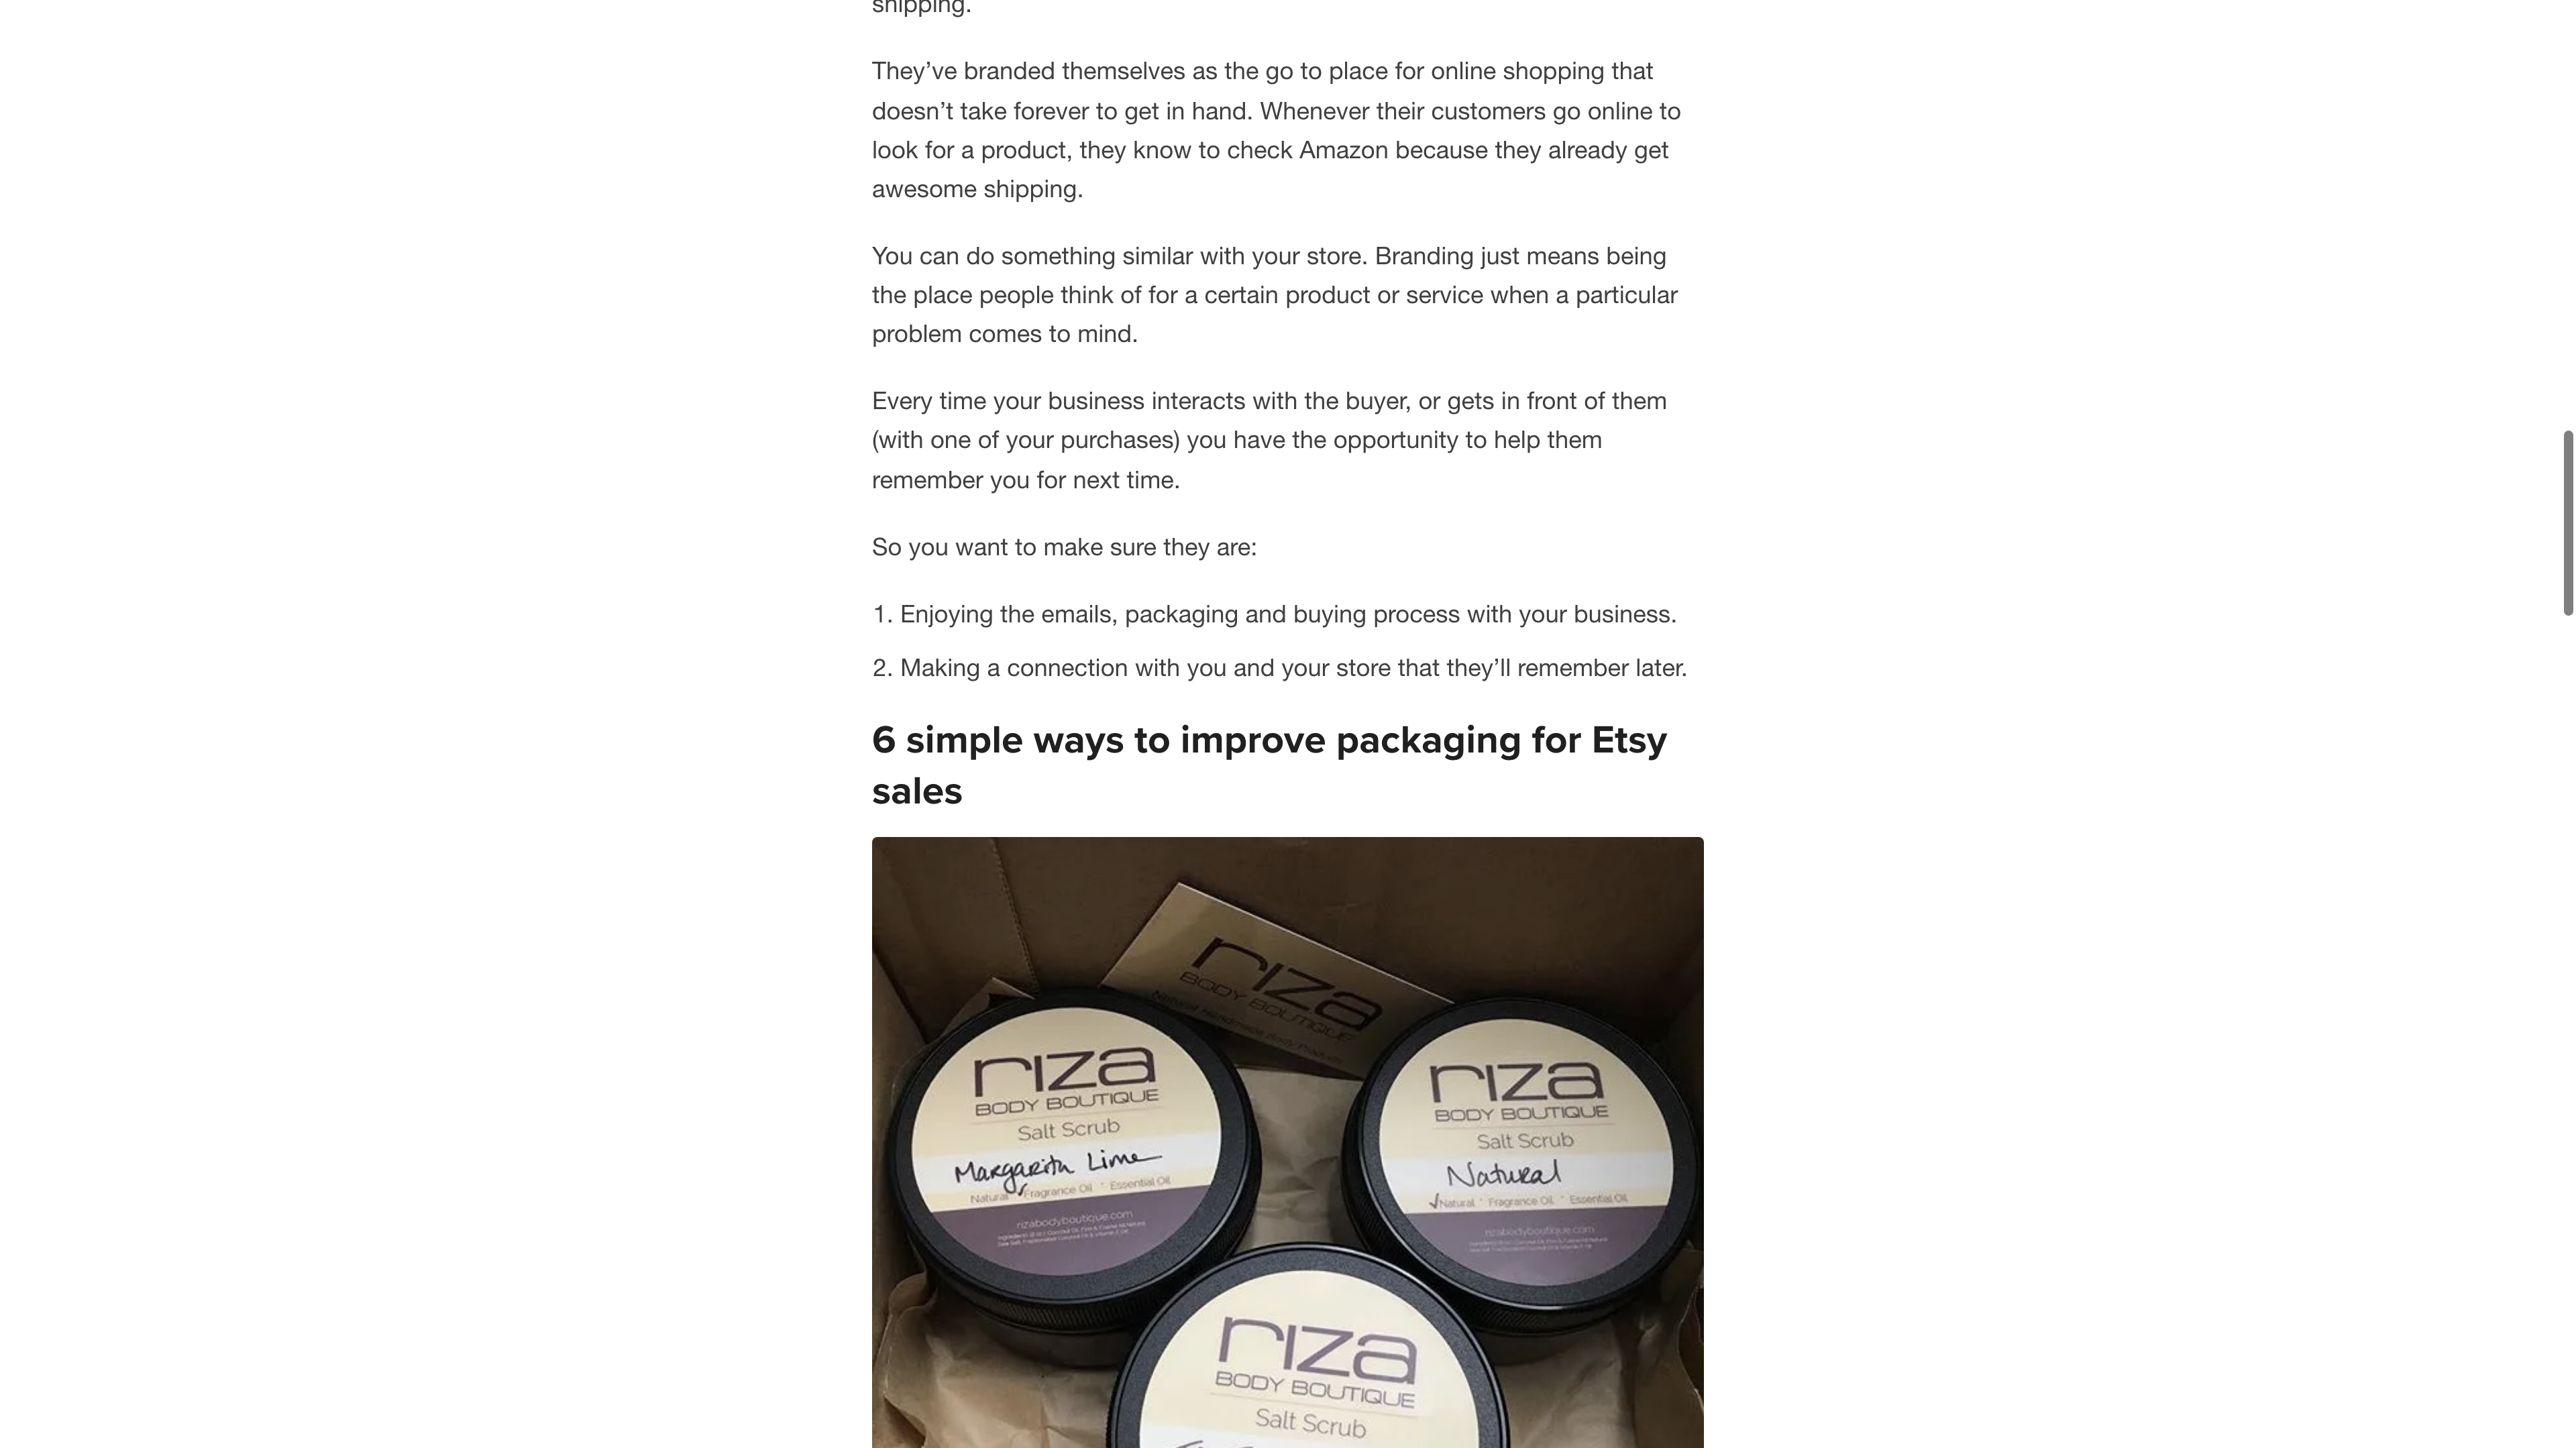 shipping.
They've branded themselves as the go to place for online shopping that
doesn't take forever to get in hand. Whenever their customers go online to
look for a product, they know to check Amazon because they already get
awesome shipping.
You can do something similar with your store. Branding just means being
the place people think of for a certain product or service when a particular
problem comes to mind.
Every time your business interacts with the buyer, or gets in front of them
(with one of your purchases) you have the opportunity to help them
remember you for next time.
So you want to make sure they are:
1. Enjoying the emails, packaging and buying process with your business.
2. Making a connection with you and your store that they'll remember later.
6 simple ways to improve packaging for Etsy
sales
riza
BODY BOUTIQUE
Natural Handmade Body Products
riza
BODY BOUTIQUE
Salt Scrub
Margarita Lime
Natural ✓Fragrance Oil Essential Oil
rizabodyboutique.com
riza
BODY BOUTIQUE
Salt Scrub
Natural
✓Natural Fragrance Oil Essential Oil
rizabodyboutique.com
riza
BODY BOUTIQUE
Salt Scrub